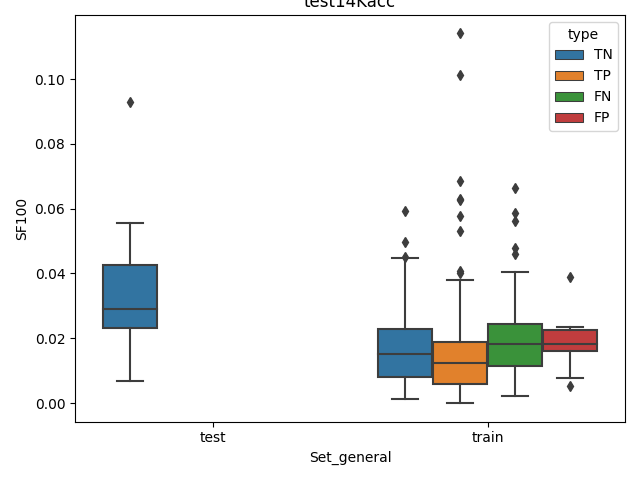 test14Kacc
type
TN
TP
FN
FP
0.10
0.08
0.06
0.04
0.02
0.00
SF100
test
train
Set_general